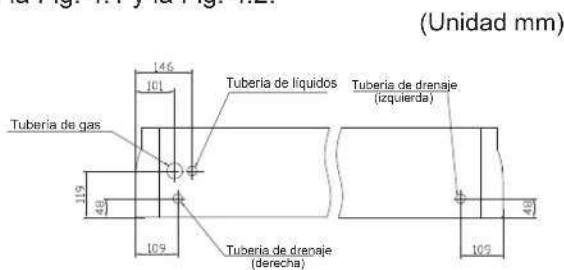 la Fig. 4.1 y la Fig. 4.2.
(Unidad mm)
146
101
Tuberia de líquidos
Tuberia de drenaje
(izquierda)
Tuberia de gas
119
48
48
109
109
Tuberia de drenaje
(derecha)